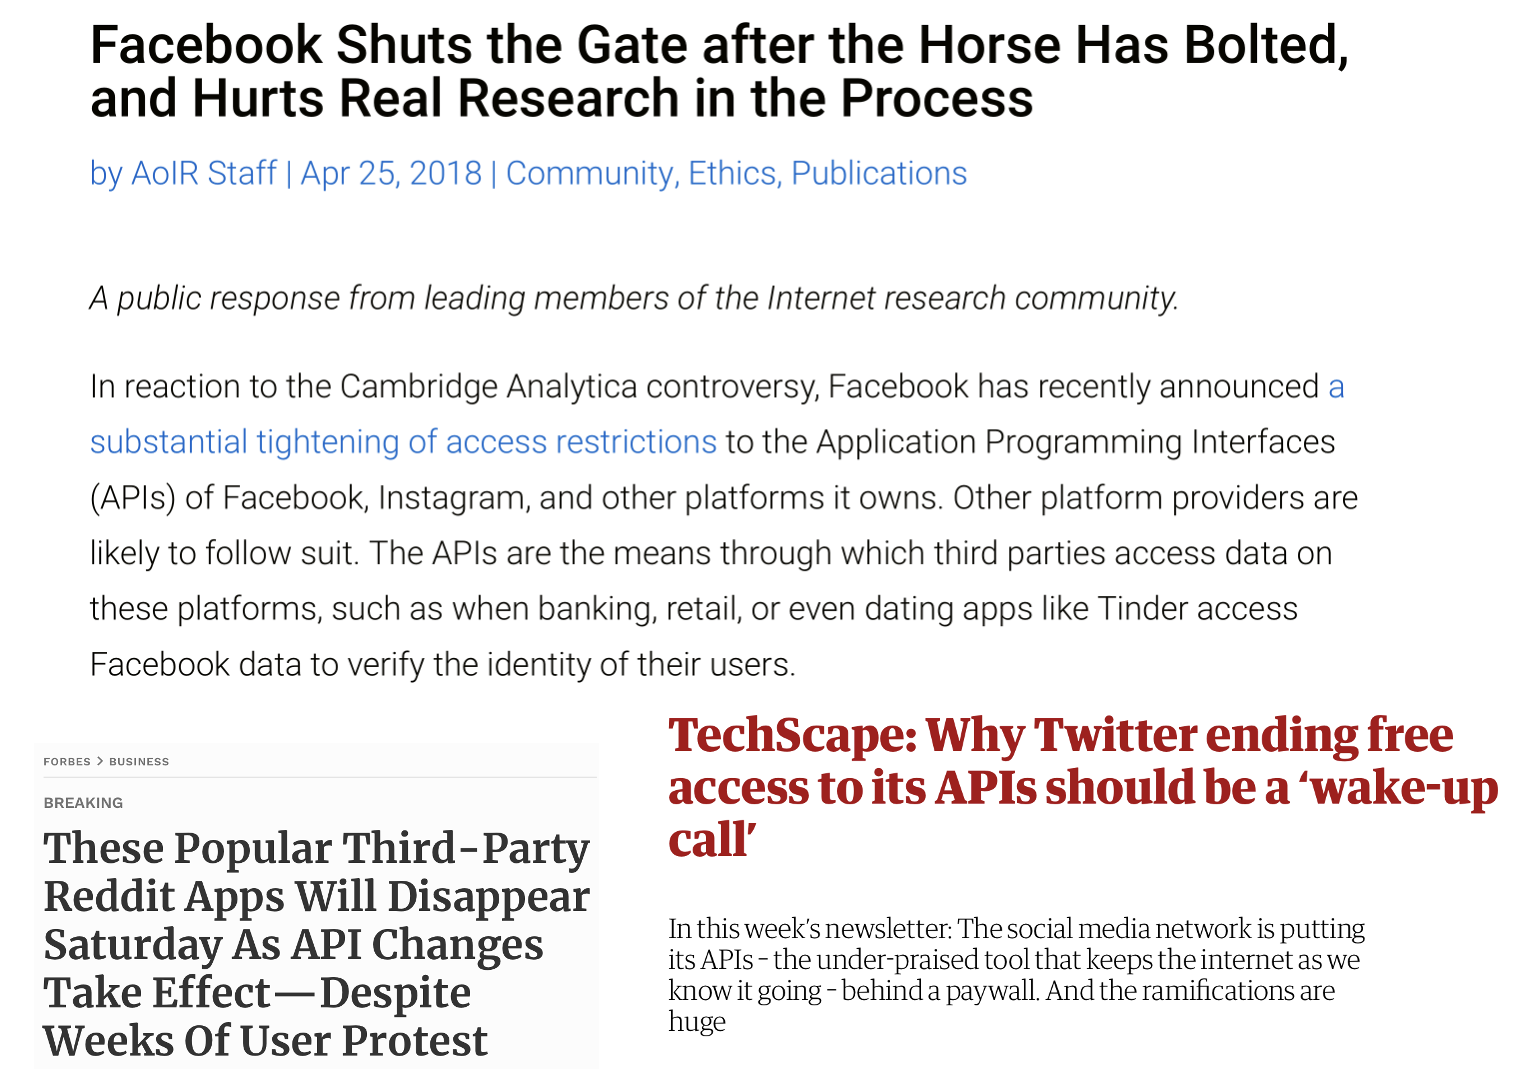 Facebook Shuts the Gate after the Horse Has Bolted,
and Hurts Real Research in the Process
by AoIR Staff | Apr 25, 2018 | Community, Ethics, Publications
A public response from leading members of the Internet research community.
In reaction to the Cambridge Analytica controversy, Facebook has recently announced a
substantial tightening of access restrictions to the Application Programming Interfaces
(APIs) of Facebook, Instagram, and other platforms it owns. Other platform providers are
likely to follow suit. The APIs are the means through which third parties access data on
these platforms, such as when banking, retail, or even dating apps like Tinder access
Facebook data to verify the identity of their users.
FORBES > BUSINESS
BREAKING
These Popular Third-Party
Reddit Apps Will Disappear
Saturday As API Changes
Take Effect—Despite
Weeks Of User Protest
TechScape: Why Twitter ending free
access to its APIs should be a ‘wake-up
call’
In this week’s newsletter: The social media network is putting
its APIs – the under-praised tool that keeps the internet as we
know it going – behind a paywall. And the ramifications are
huge